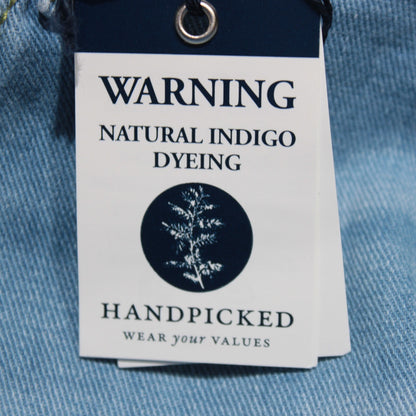 WARNING
NATURAL INDIGO
DYEING
HANDPICKED
WEAR your VALUES